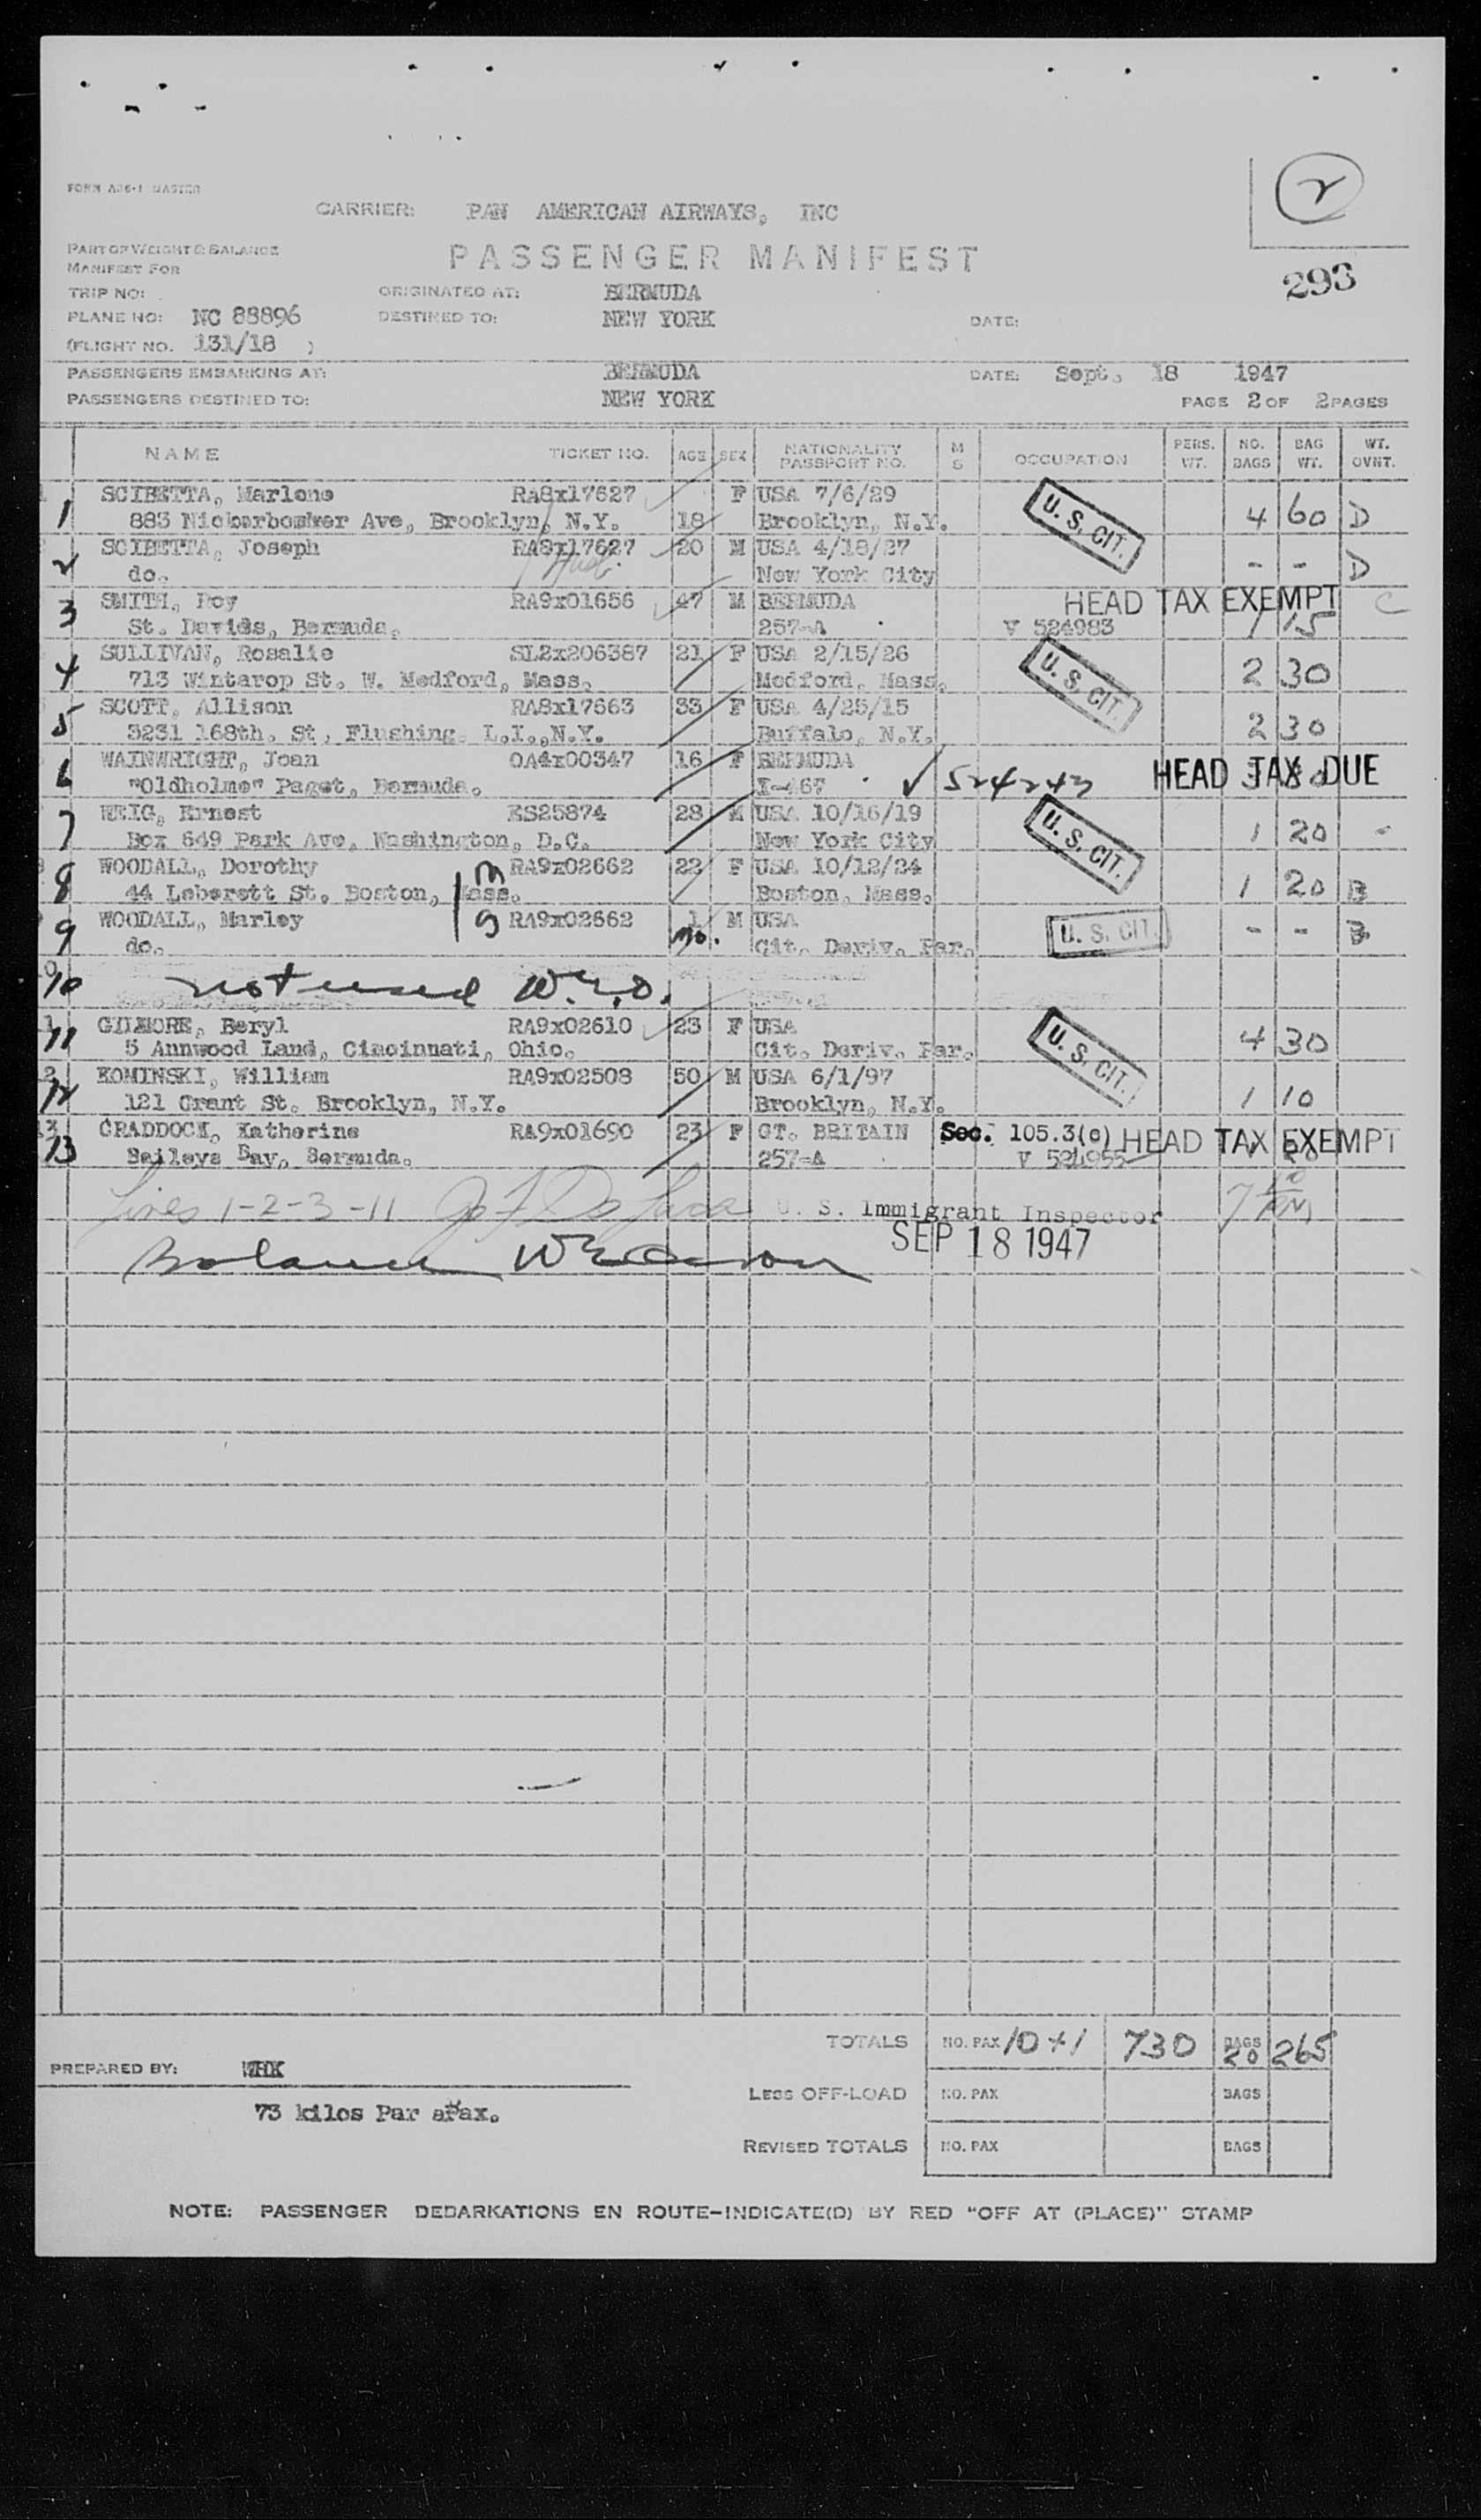 FORM A26-1 MASTER
2
CARRIER: PAN AMERICAN AIRWAYS, INC
PART OF WEIGHT & BALANCE
MANIFEST FOR
PASSENGER MANIFEST
293
TRIP NO: ORIGINATED AT: BERMUDA
PLANE NO: NC 88896 DESTINED TO: NEW YORK DATE:
(FLIGHT NO. 131/18 )
PASSENGERS EMBARKING AT: BERMUDA DATE: Sept. 18 1947
PASSENGERS DESTINED TO: NEW YORK PAGE 2 OF 2 PAGES
NAME TICKET NO. AGE SEX NATIONALITY PASSPORT NO. M S OCCUPATION PERS. WT. NO. BAGS BAG WT. WT. OVNT.
1 SCIBETTA, Marlene RA8x17627 F USA 7/6/29 U. S. CIT.
883 Nickerbocker Ave, Brooklyn, N.Y. 18 Brooklyn, N.Y. 4 60 D
2 SCIBETTA, Joseph RA8x17627 20 M USA 4/18/27
do. New York City - - D
3 SMITH, Roy RA9x01656 47 M BERMUDA HEAD TAX EXEMPT C
St. Davids, Bermuda. 257-A V 524983 1 15
4 SULLIVAN, Rosalie SL2x206387 21 F USA 2/15/26 U. S. CIT. 2 30
713 Wintarop St. W. Medford, Mass. Medford, Mass.
5 SCOTT, Allison RA8x17663 33 F USA 4/25/15
3231 168th. St, Flushing. L.I.,N.Y. Buffalo, N.Y. 2 30
6 WAINWRIGHT, Joan OA4x00347 16 F BERMUDA HEAD TAX DUE
"Oldholme" Paget, Bermuda. I-467 ✓ 524243
7 WEIG, Ernest ES25874 28 M USA 10/16/19 U. S. CIT. 1 20 -
Box 649 Park Ave, Washington, D.C. New York City
8 WOODALL, Dorothy M RA9x02662 22 F USA 10/12/24
44 Leberett St. Boston, Mass. Boston, Mass. 1 20 B
9 WOODALL, Marley S RA9x02662 1 M USA U. S. CIT. - - B
do. mo. Cit. Deriv. Par.
10 not used W.E.O.
11 GILMORE, Beryl RA9x02610 23 F USA U. S. CIT. 4 30
5 Annwood Land, Cincinnati, Ohio. Cit. Deriv. Par.
12 KOMINSKI, William RA9x02508 50 M USA 6/1/97
121 Grant St. Brooklyn, N.Y. Brooklyn, N.Y. 1 10
13 CRADDOCK, Katherine RA9x01690 23 F GT. BRITAIN Sec. 105.3(c) HEAD TAX EXEMPT
Baileys Bay, Bermuda. 257-A V 524955
Lines 1-2-3-11 U. S. Immigrant Inspector
SEP 18 1947
Balance
TOTALS NO. PAX 10+1 730 BAGS 20 265
PREPARED BY: WHK
LESS OFF-LOAD NO. PAX BAGS
73 kilos Par aPax.
REVISED TOTALS NO. PAX BAGS
NOTE: PASSENGER DEBARKATIONS EN ROUTE-INDICATE(D) BY RED "OFF AT (PLACE)" STAMP